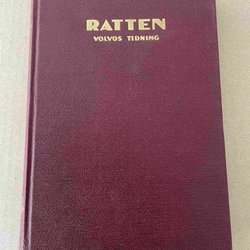 RATTEN
VOLVOS TIDNING